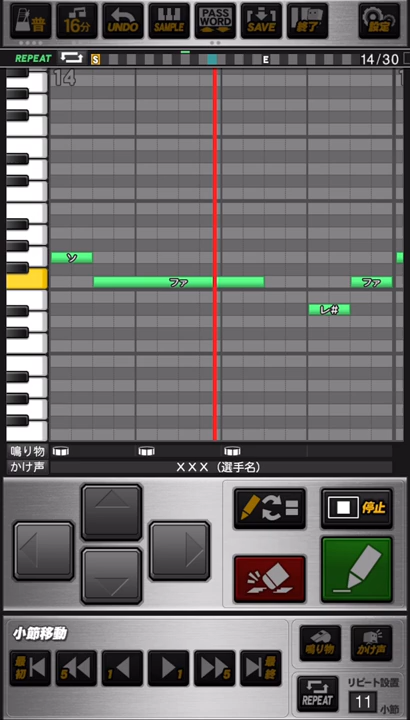 普
16分
UNDO
SAMPLE
PASS
WORD
SAVE
終了
設定
REPEAT
S
E
14/30
14
ソ
ファ
ファ
レ#
鳴り物
かけ声
XXX (選手名)
停止
小節移動
最初
5
1
1
5
最終
鳴り物
かけ声
REPEAT
リピート設置
11
小節